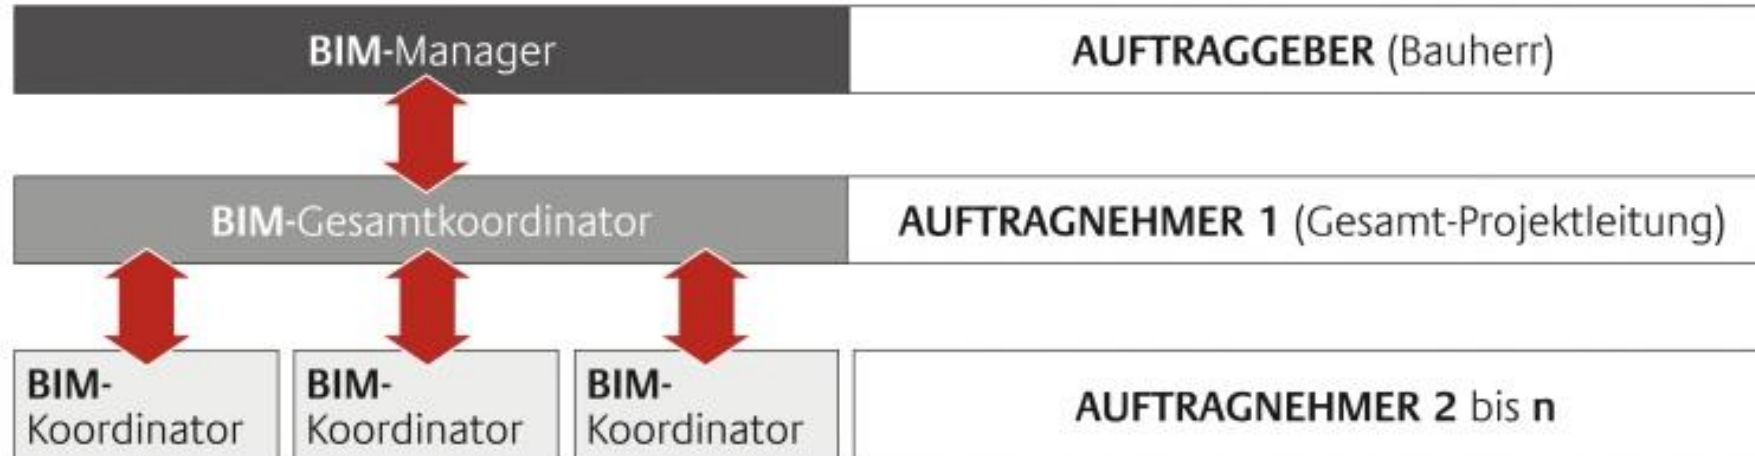 BIM-Manager
AUFTRAGGEBER (Bauherr)
BIM-Gesamtkoordinator
AUFTRAGNEHMER 1 (Gesamt-Projektleitung)
BIM-
Koordinator
BIM-
Koordinator
BIM-
Koordinator
AUFTRAGNEHMER 2 bis n